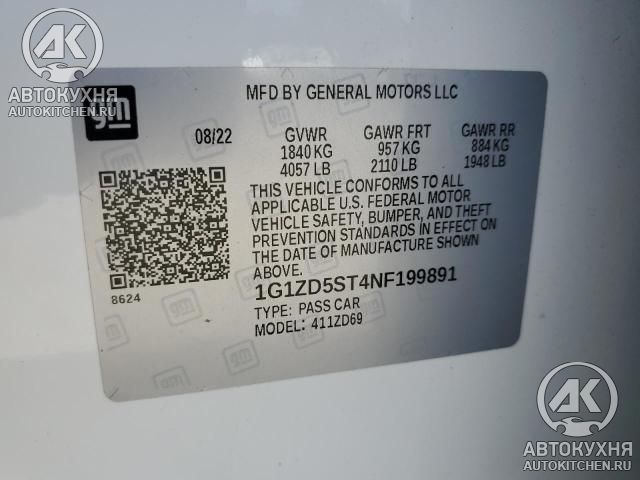 AK
АВТОКУХНЯ
AUTOKITCHEN.RU
gm
MFD BY GENERAL MOTORS LLC
08/22 GVWR GAWR FRT GAWR RR
1840 KG 957 KG 884 KG
4057 LB 2110 LB 1948 LB
THIS VEHICLE CONFORMS TO ALL
APPLICABLE U.S. FEDERAL MOTOR
VEHICLE SAFETY, BUMPER, AND THEFT
PREVENTION STANDARDS IN EFFECT ON
THE DATE OF MANUFACTURE SHOWN
ABOVE.
8624
1G1ZD5ST4NF199891
TYPE: PASS CAR
MODEL: 411ZD69
AK
АВТОКУХНЯ
AUTOKITCHEN.RU